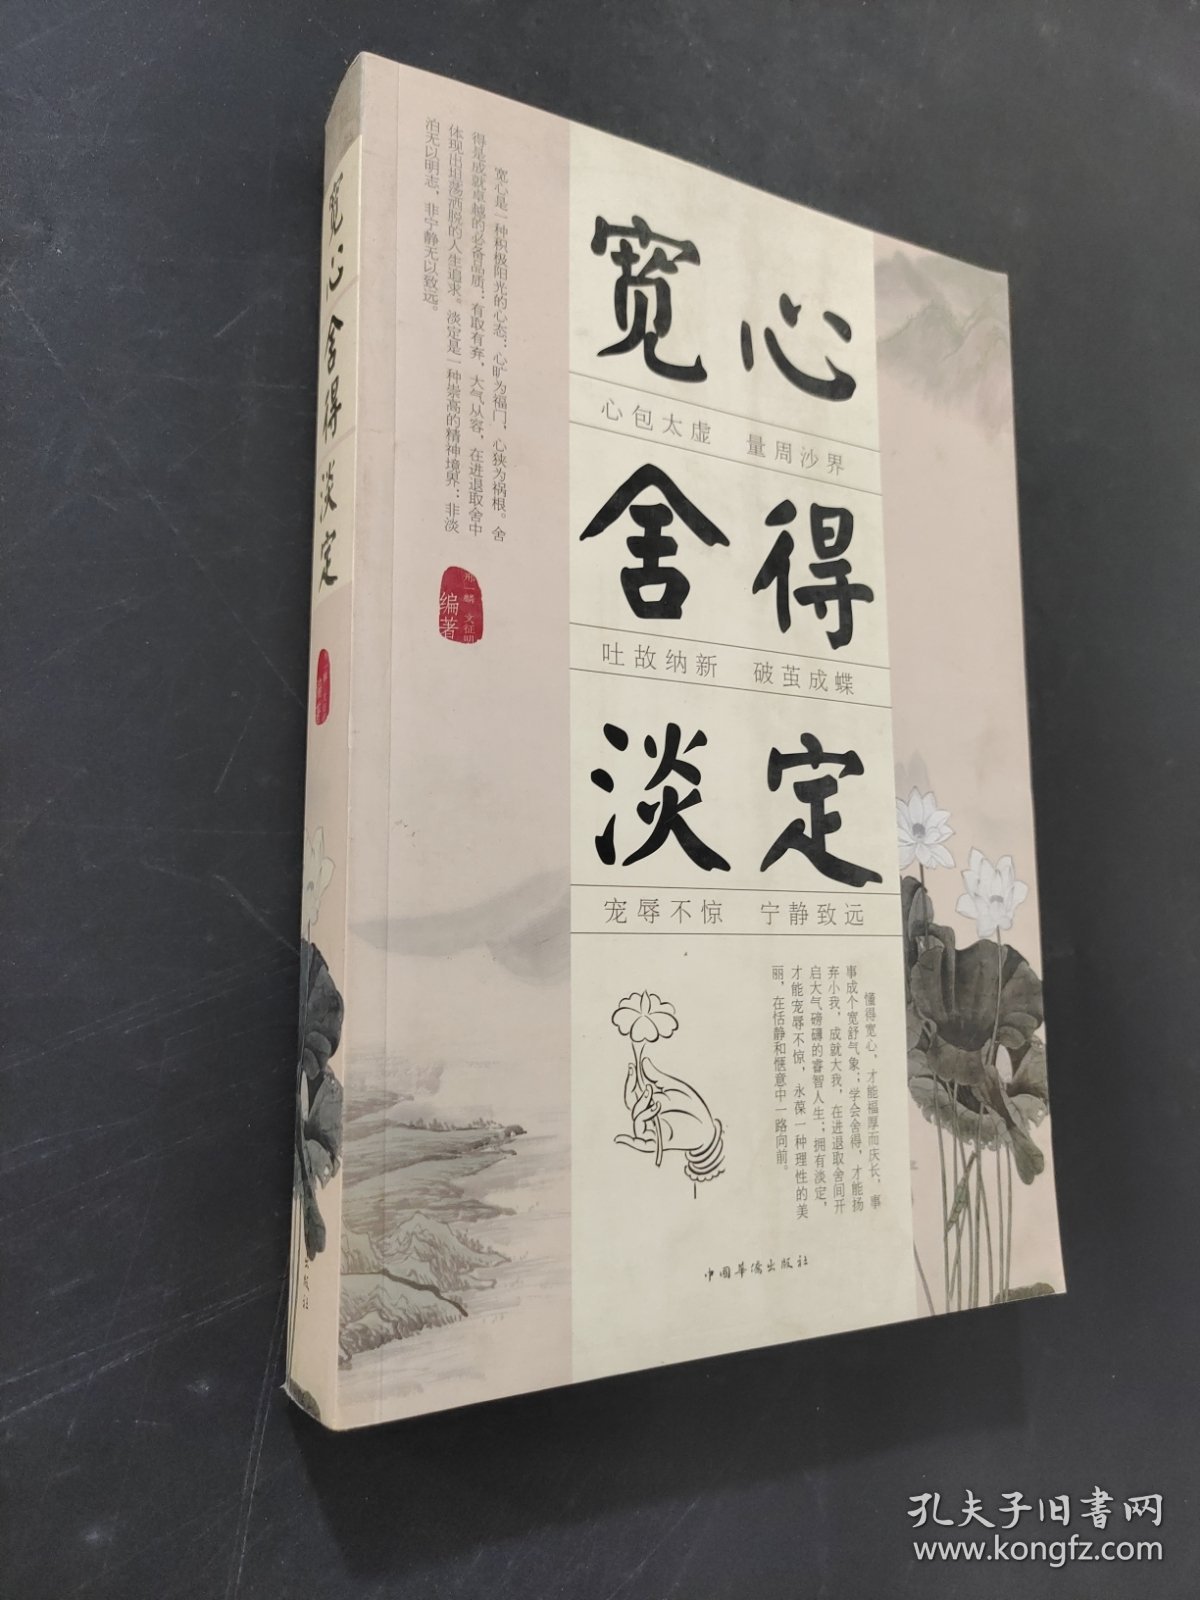 宽心
心包太虚 量周沙界
舍得
吐故纳新 破茧成蝶
淡定
宠辱不惊 宁静致远
宽心是一种积极阳光的心态：心旷为福门，心狭为祸根。舍
得是成就卓越的必备品质：有取有弃，大气从容，在进退取舍中
体现出坦荡洒脱的人生追求。淡定是一种崇高的精神境界：非淡
泊无以明志，非宁静无以致远。
一麟 文征明
编著
懂得宽心，才能福厚而庆长，事
事成个宽舒气象；学会舍得，才能扬
弃小我，成就大我，在进退取舍间开
启大气磅礴的睿智人生；拥有淡定，
才能宠辱不惊，永葆一种理性的美
丽，在恬静和惬意中一路向前。
中国华侨出版社
宽心 舍得 淡定
出版社
孔夫子旧书网
www.kongfz.com